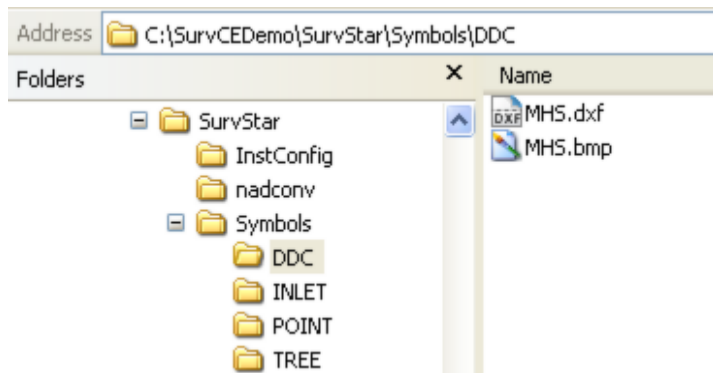 Address C:\SurvCEDemo\SurvStar\Symbols\DDC
Folders × Name
SurvStar
InstConfig
nadconv
Symbols
DDC
INLET
POINT
TREE
DXF MHS.dxf
MHS.bmp